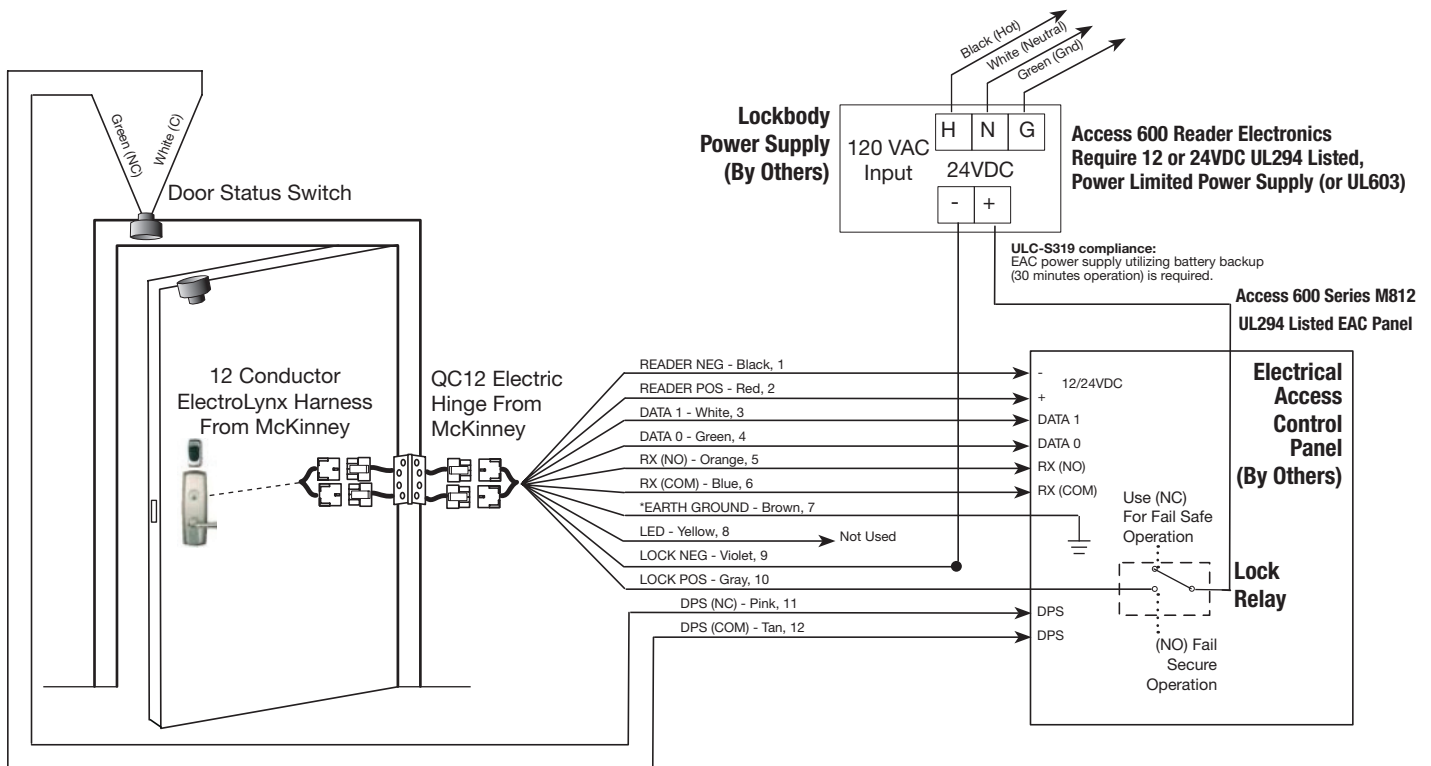 Black (Hot)
White (Neutral)
Green (Gnd)
Lockbody
Power Supply
(By Others)
H N G
120 VAC
Input
24VDC
- +
Access 600 Reader Electronics
Require 12 or 24VDC UL294 Listed,
Power Limited Power Supply (or UL603)
ULC-S319 compliance:
EAC power supply utilizing battery backup
(30 minutes operation) is required.
Access 600 Series M812
UL294 Listed EAC Panel
Green (NC)
White (C)
Door Status Switch
12 Conductor
ElectroLynx Harness
From McKinney
QC12 Electric
Hinge From
McKinney
READER NEG - Black, 1
READER POS - Red, 2
DATA 1 - White, 3
DATA 0 - Green, 4
RX (NO) - Orange, 5
RX (COM) - Blue, 6
*EARTH GROUND - Brown, 7
LED - Yellow, 8
Not Used
LOCK NEG - Violet, 9
LOCK POS - Gray, 10
DPS (NC) - Pink, 11
DPS (COM) - Tan, 12
-
12/24VDC
+
DATA 1
DATA 0
RX (NO)
RX (COM)
DPS
DPS
Electrical
Access
Control
Panel
(By Others)
Use (NC)
For Fail Safe
Operation
Lock
Relay
(NO) Fail
Secure
Operation